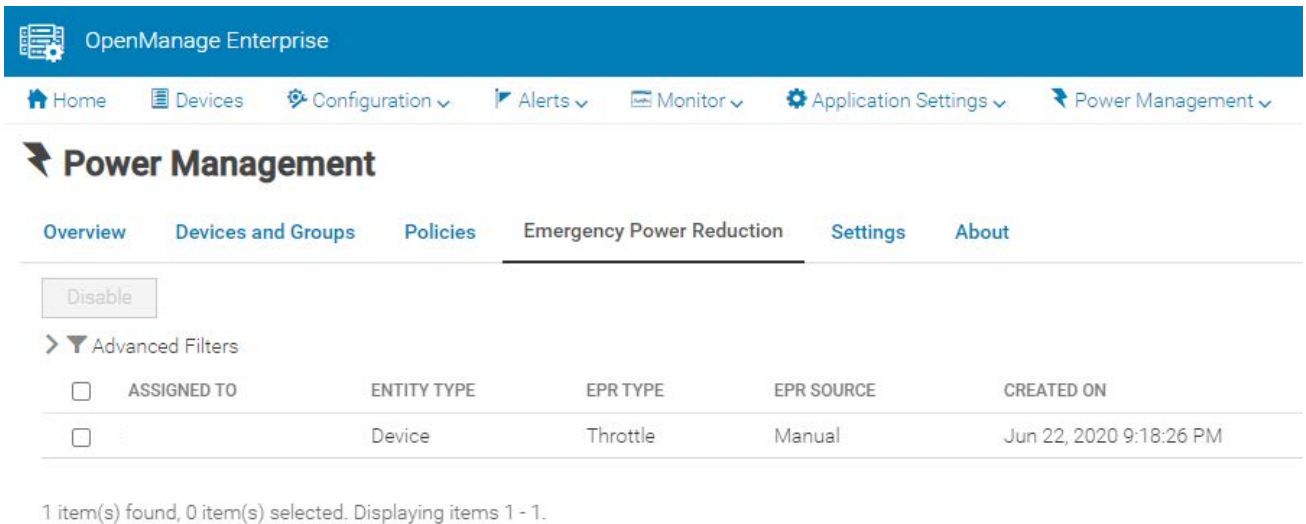 OpenManage Enterprise
Home Devices Configuration Alerts Monitor Application Settings Power Management
Power Management
Overview Devices and Groups Policies Emergency Power Reduction Settings About
Disable
Advanced Filters
ASSIGNED TO ENTITY TYPE EPR TYPE EPR SOURCE CREATED ON
Device Throttle Manual Jun 22, 2020 9:18:26 PM
1 item(s) found, 0 item(s) selected. Displaying items 1 - 1.